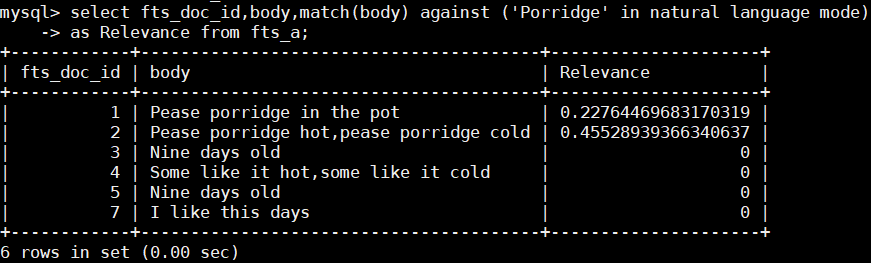 mysql> select fts_doc_id,body,match(body) against ('Porridge' in natural language mode)
    -> as Relevance from fts_a;
+------------+-----------------------------------------+---------------------+
| fts_doc_id | body                                    | Relevance           |
+------------+-----------------------------------------+---------------------+
|          1 | Pease porridge in the pot               | 0.22764469683170319 |
|          2 | Pease porridge hot,pease porridge cold | 0.45528939366340637 |
|          3 | Nine days old                           |                   0 |
|          4 | Some like it hot,some like it cold      |                   0 |
|          5 | Nine days old                           |                   0 |
|          7 | I like this days                        |                   0 |
+------------+-----------------------------------------+---------------------+
6 rows in set (0.00 sec)